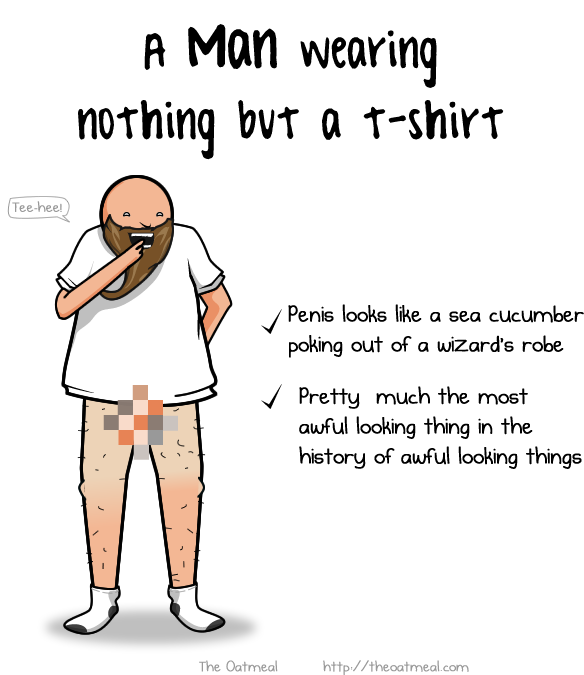 A Man wearing
nothing but a t-shirt
Tee-hee!
Penis looks like a sea cucumber
poking out of a wizard's robe
Pretty much the most
awful looking thing in the
history of awful looking things
The Oatmeal http://theoatmeal.com